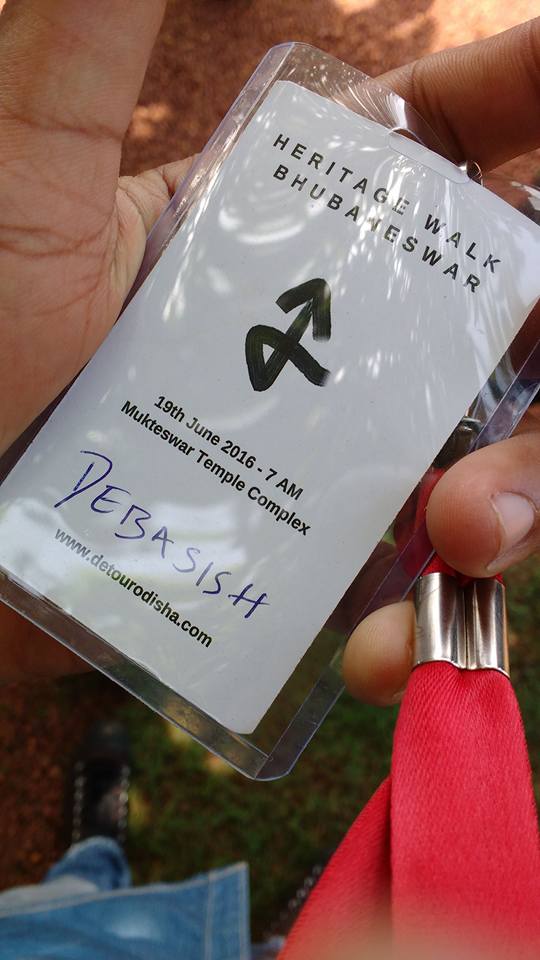 HERITAGE WALK
BHUBANESWAR
19th June 2016 - 7 AM
Mukteswar Temple Complex
DEBASISH
www.detourodisha.com